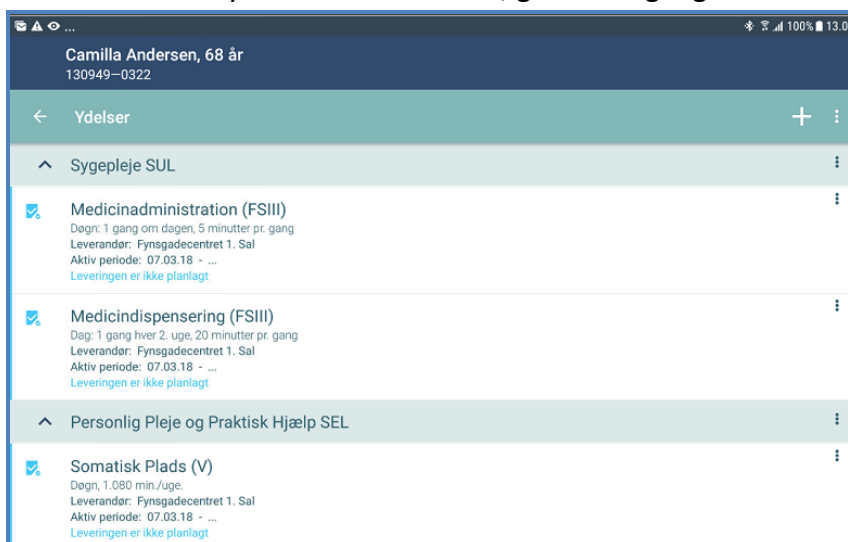 ... 100% 13.0
Camilla Andersen, 68 år
130949–0322
Ydelser
Sygepleje SUL
Medicinadministration (FSIII)
Døgn: 1 gang om dagen, 5 minutter pr. gang
Leverandør: Fynsgadecentret 1. Sal
Aktiv periode: 07.03.18 - ...
Leveringen er ikke planlagt
Medicindispensering (FSIII)
Dag: 1 gang hver 2. uge, 20 minutter pr. gang
Leverandør: Fynsgadecentret 1. Sal
Aktiv periode: 07.03.18 - ...
Leveringen er ikke planlagt
Personlig Pleje og Praktisk Hjælp SEL
Somatisk Plads (V)
Døgn, 1.080 min./uge.
Leverandør: Fynsgadecentret 1. Sal
Aktiv periode: 07.03.18 - ...
Leveringen er ikke planlagt